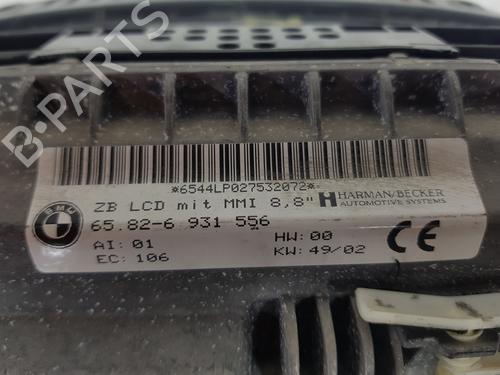 B-PARTS
*6544LP027532072*
BMW
ZB LCD mit MMI 8,8" H HARMAN/BECKER
AUTOMOTIVE SYSTEMS
65.82-6 931 556
AI: 01 HW: 00
EC: 106 KW: 49/02
CE